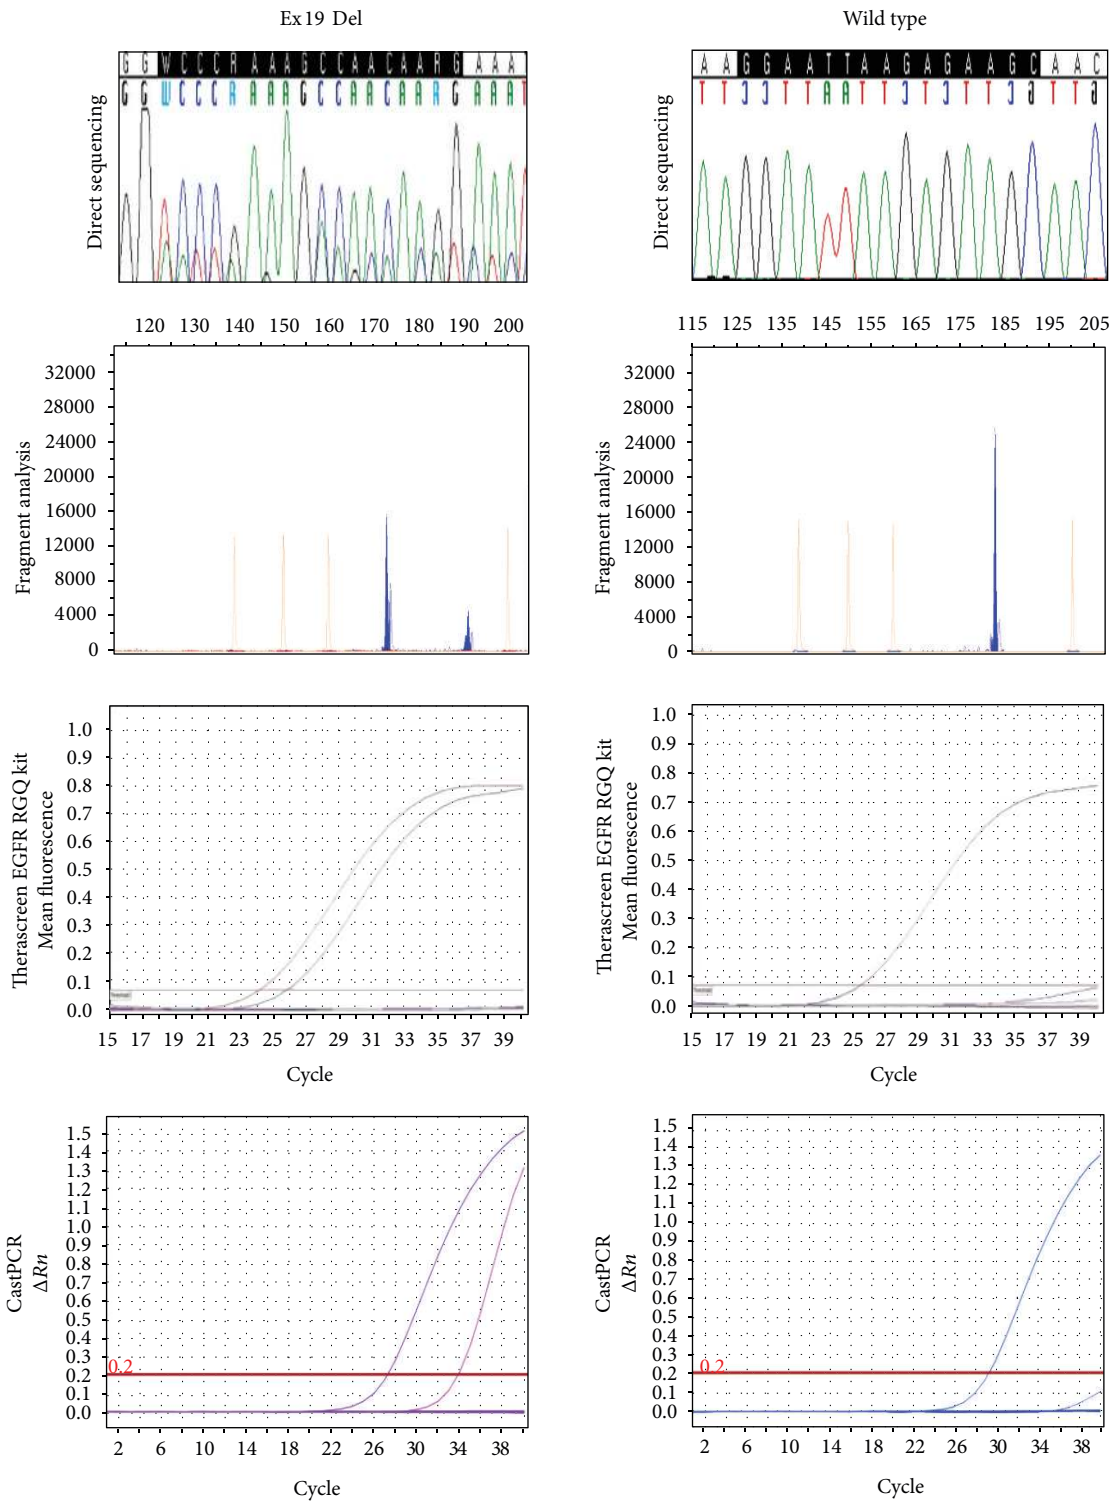 Ex19 Del
Wild type
Direct sequencing
G G W C C C R A A A G C C A A C A A R G A A A
G G W C C C R A A A G C C A A C A A R G A A A T
Direct sequencing
A A G G A A T T A A G A G A A G C A A C
T T C C T T A A T T C T C T T C G T T G
Fragment analysis
120 130 140 150 160 170 180 190 200
32000
28000
24000
20000
16000
12000
8000
4000
0
Fragment analysis
115 125 135 145 155 165 175 185 195 205
32000
28000
24000
20000
16000
12000
8000
4000
0
Therascreen EGFR RGQ kit
Mean fluorescence
1.0
0.9
0.8
0.7
0.6
0.5
0.4
0.3
0.2
0.1
0.0
15 17 19 21 23 25 27 29 31 33 35 37 39
Cycle
Therascreen EGFR RGQ kit
Mean fluorescence
1.0
0.9
0.8
0.7
0.6
0.5
0.4
0.3
0.2
0.1
0.0
15 17 19 21 23 25 27 29 31 33 35 37 39
Cycle
CastPCR
ΔRn
1.5
1.4
1.3
1.2
1.1
1.0
0.9
0.8
0.7
0.6
0.5
0.4
0.3
0.2
0.2
0.1
0.0
2 6 10 14 18 22 26 30 34 38
Cycle
CastPCR
ΔRn
1.5
1.4
1.3
1.2
1.1
1.0
0.9
0.8
0.7
0.6
0.5
0.4
0.3
0.2
0.2
0.1
0.0
2 6 10 14 18 22 26 30 34 38
Cycle